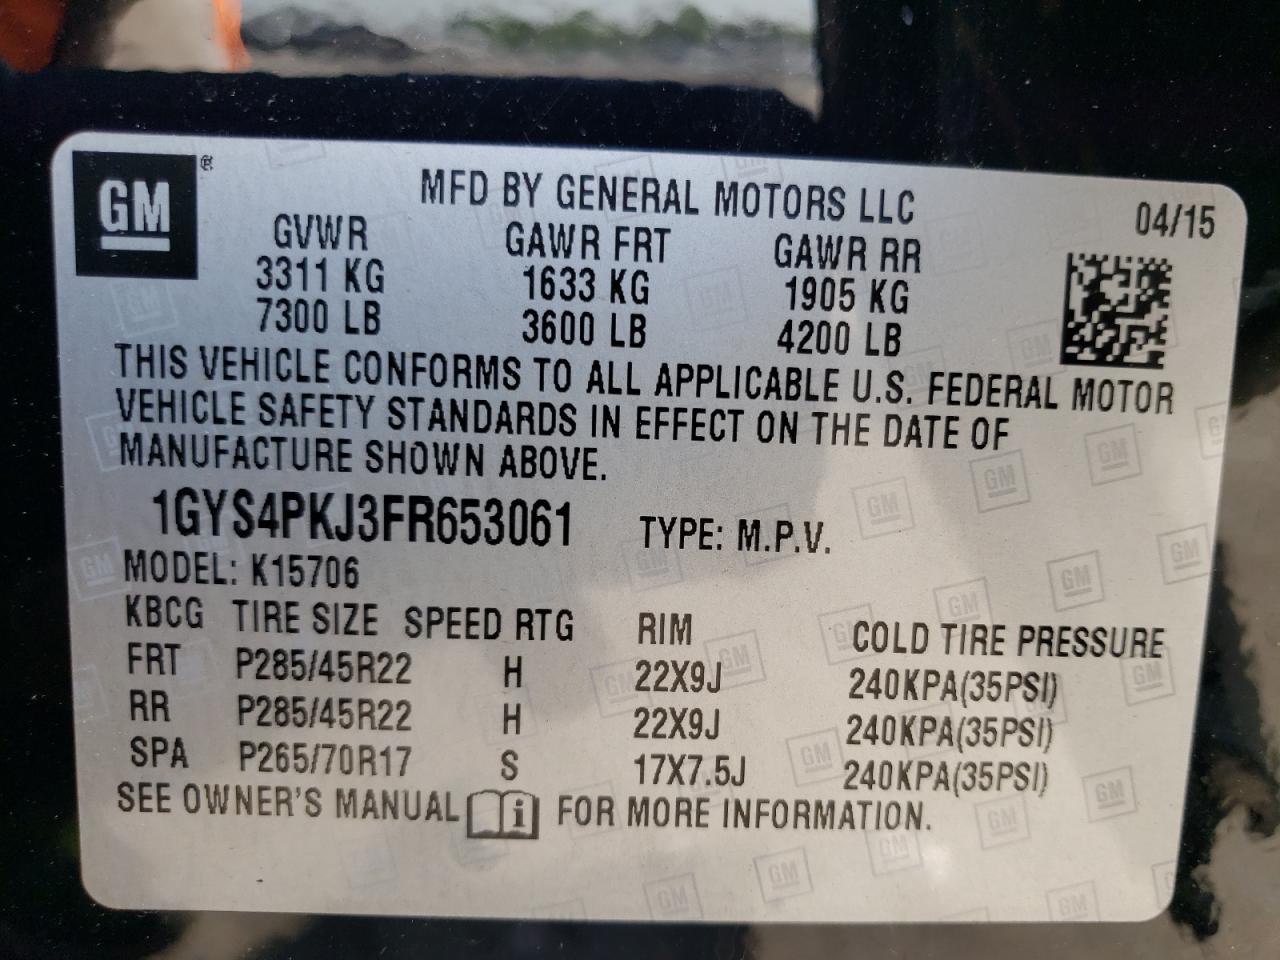 GM
MFD BY GENERAL MOTORS LLC
04/15
GVWR GAWR FRT GAWR RR
3311 KG 1633 KG 1905 KG
7300 LB 3600 LB 4200 LB
THIS VEHICLE CONFORMS TO ALL APPLICABLE U.S. FEDERAL MOTOR
VEHICLE SAFETY STANDARDS IN EFFECT ON THE DATE OF
MANUFACTURE SHOWN ABOVE.
1GYS4PKJ3FR653061 TYPE: M.P.V.
MODEL: K15706
KBCG TIRE SIZE SPEED RTG RIM COLD TIRE PRESSURE
FRT P285/45R22 H 22X9J 240KPA(35PSI)
RR P285/45R22 H 22X9J 240KPA(35PSI)
SPA P265/70R17 S 17X7.5J 240KPA(35PSI)
SEE OWNER'S MANUAL i FOR MORE INFORMATION.